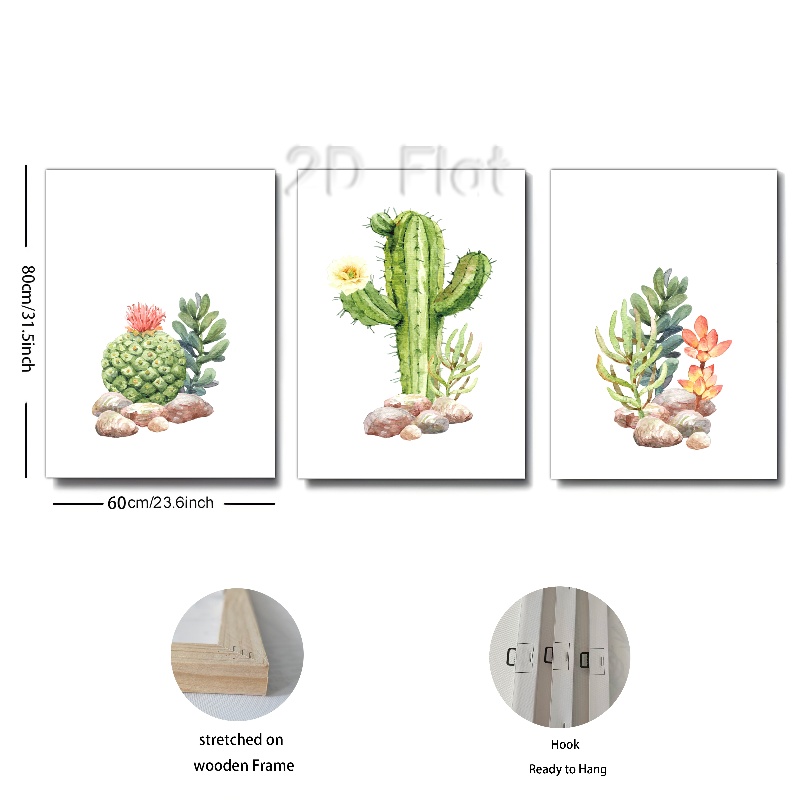 2D Flat
80cm/31.5inch
60cm/23.6inch
stretched on
wooden Frame
Hook
Ready to Hang